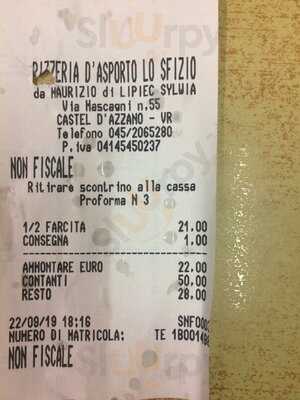 PIZZERIA D'ASPORTO LO SFIZIO
da MAURIZIO di LIPIEC SYLWIA
Via Mascagni n.55
CASTEL D'AZZANO - VR
Telefono 045/2065280
P.iva 04145450237
NON FISCALE
Ritirare scontrino alla cassa
ProForma N 3
1/2 FARCITA 21.00
CONSEGNA 1.00
AMMONTARE EURO 22.00
CONTANTI 50.00
RESTO 28.00
22/09/19 18:16
NUMERO DI MATRICOLA: TE
NON FISCALE